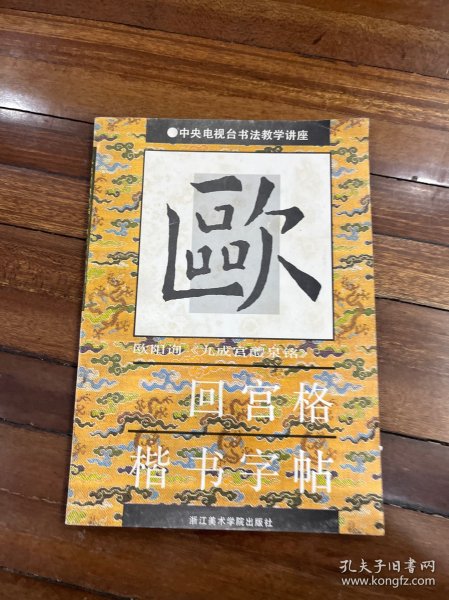 ●中央电视台书法教学讲座
歐
欧阳询《九成宫醴泉铭》
回宫格
楷书字帖
浙江美术学院出版社
孔夫子旧书网
www.kongfz.com